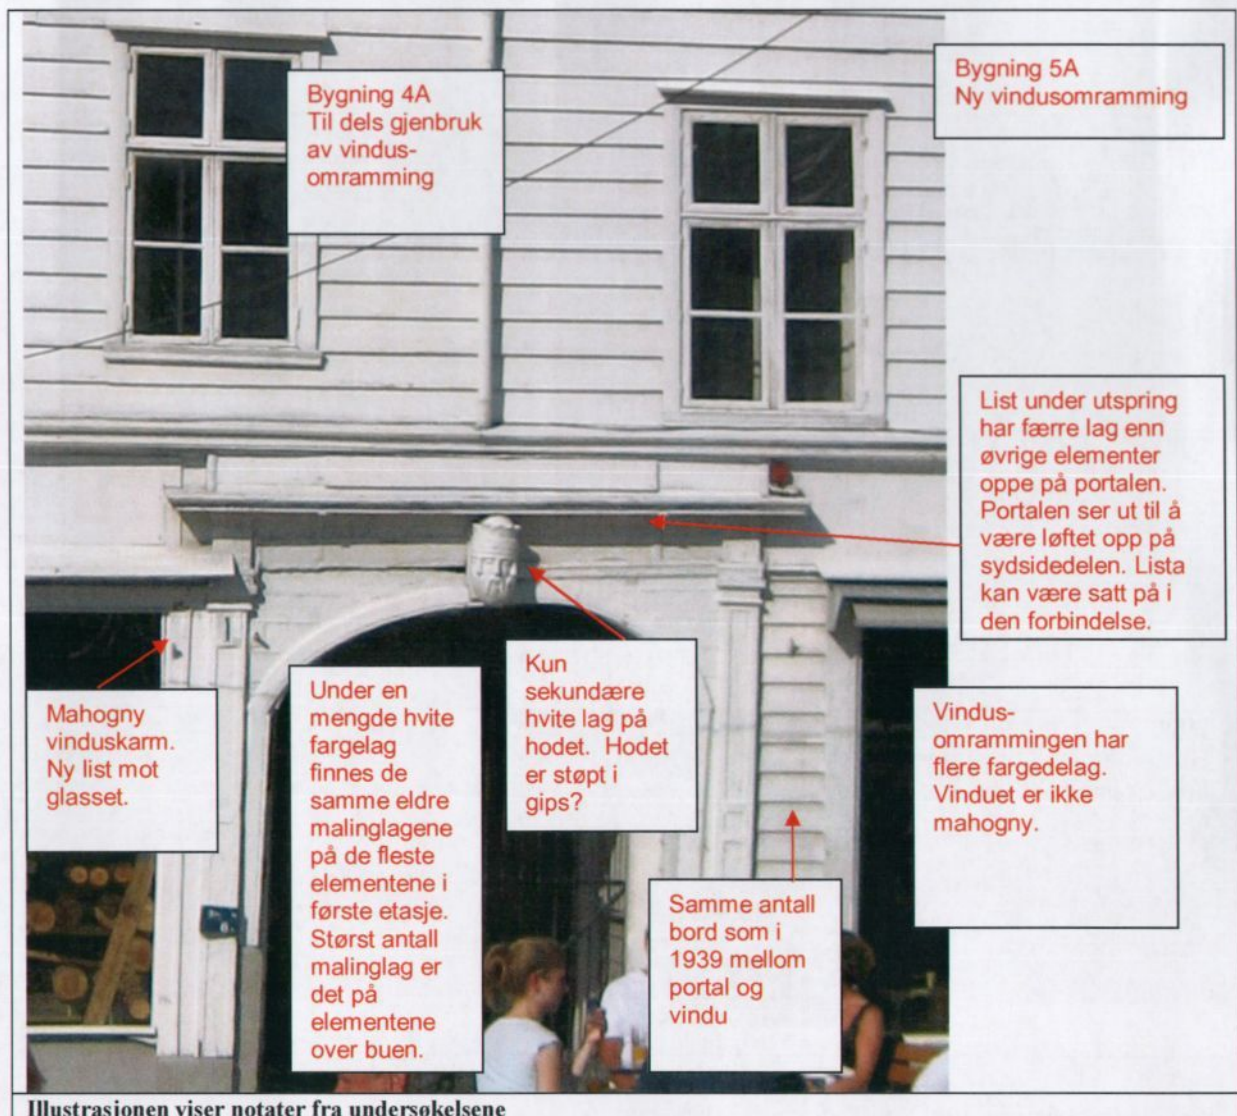 Bygning 4A
Til dels gjenbruk
av vindus-
omramming
Bygning 5A
Ny vindusomramming
List under utspring
har færre lag enn
øvrige elementer
oppe på portalen.
Portalen ser ut til å
være løftet opp på
sydsidedelen. Lista
kan være satt på i
den forbindelse.
Mahogny
vinduskarm.
Ny list mot
glasset.
Under en
mengde hvite
fargelag
finnes de
samme eldre
malinglagene
på de fleste
elementene i
første etasje.
Størst antall
malinglag er
det på
elementene
over buen.
Kun
sekundære
hvite lag på
hodet. Hodet
er støpt i
gips?
Samme antall
bord som i
1939 mellom
portal og
vindu
Vindus-
omrammingen har
flere fargedelag.
Vinduet er ikke
mahogny.
Illustrasjonen viser notater fra undersøkelsene